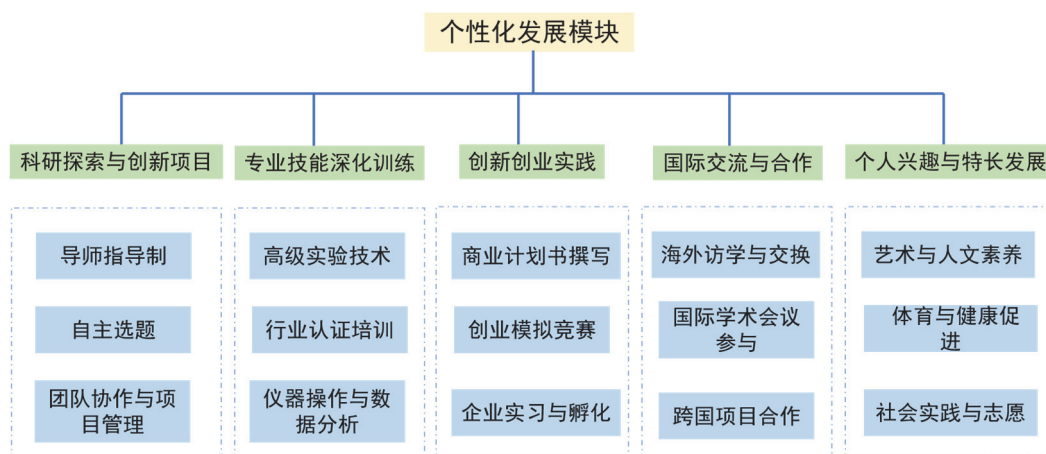 个性化发展模块
科研探索与创新项目
专业技能深化训练
创新创业实践
国际交流与合作
个人兴趣与特长发展
导师指导制
自主选题
团队协作与项
目管理
高级实验技术
行业认证培训
仪器操作与数
据分析
商业计划书撰写
创业模拟竞赛
企业实习与孵化
海外访学与交换
国际学术会议
参与
跨国项目合作
艺术与人文素养
体育与健康促
进
社会实践与志愿